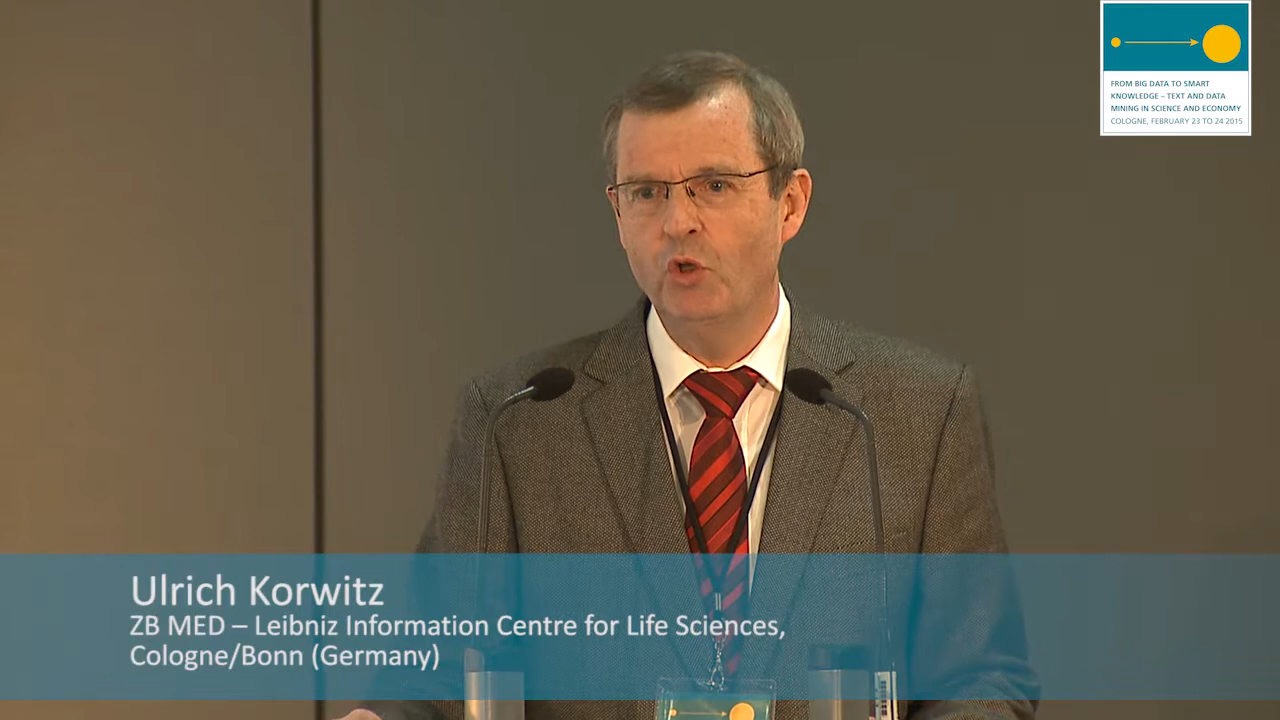 FROM BIG DATA TO SMART
KNOWLEDGE – TEXT AND DATA
MINING IN SCIENCE AND ECONOMY
COLOGNE, FEBRUARY 23 TO 24 2015
Ulrich Korwitz
ZB MED – Leibniz Information Centre for Life Sciences,
Cologne/Bonn (Germany)